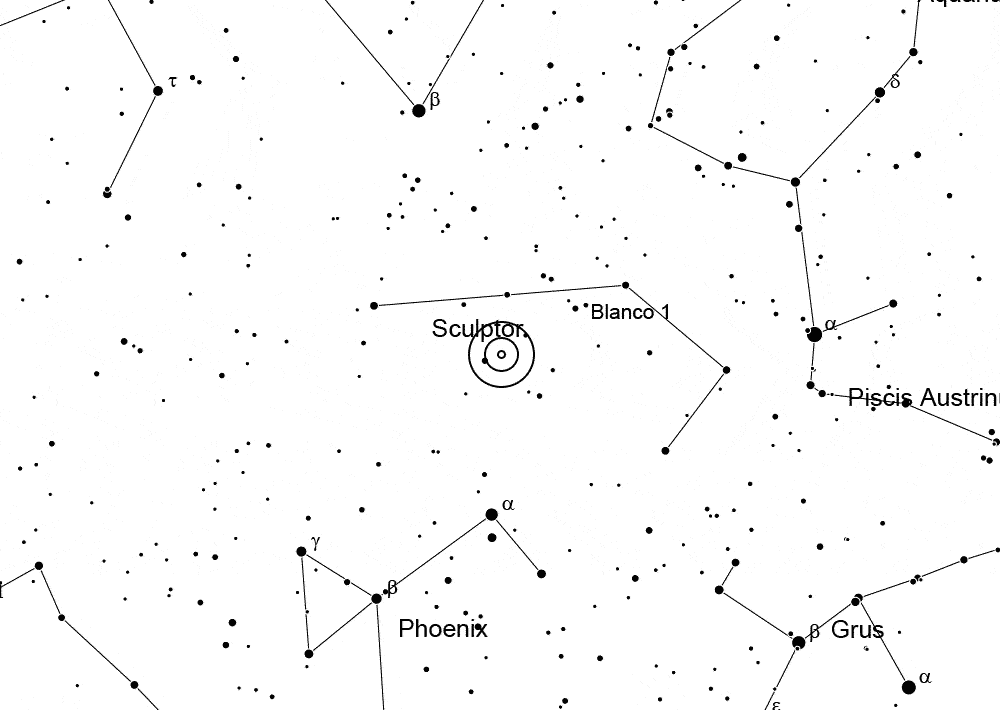 τ
β
δ
Blanco 1
α
Sculptor
Piscis Austrinu
α
γ
β
Phoenix
β
Grus
α
ε